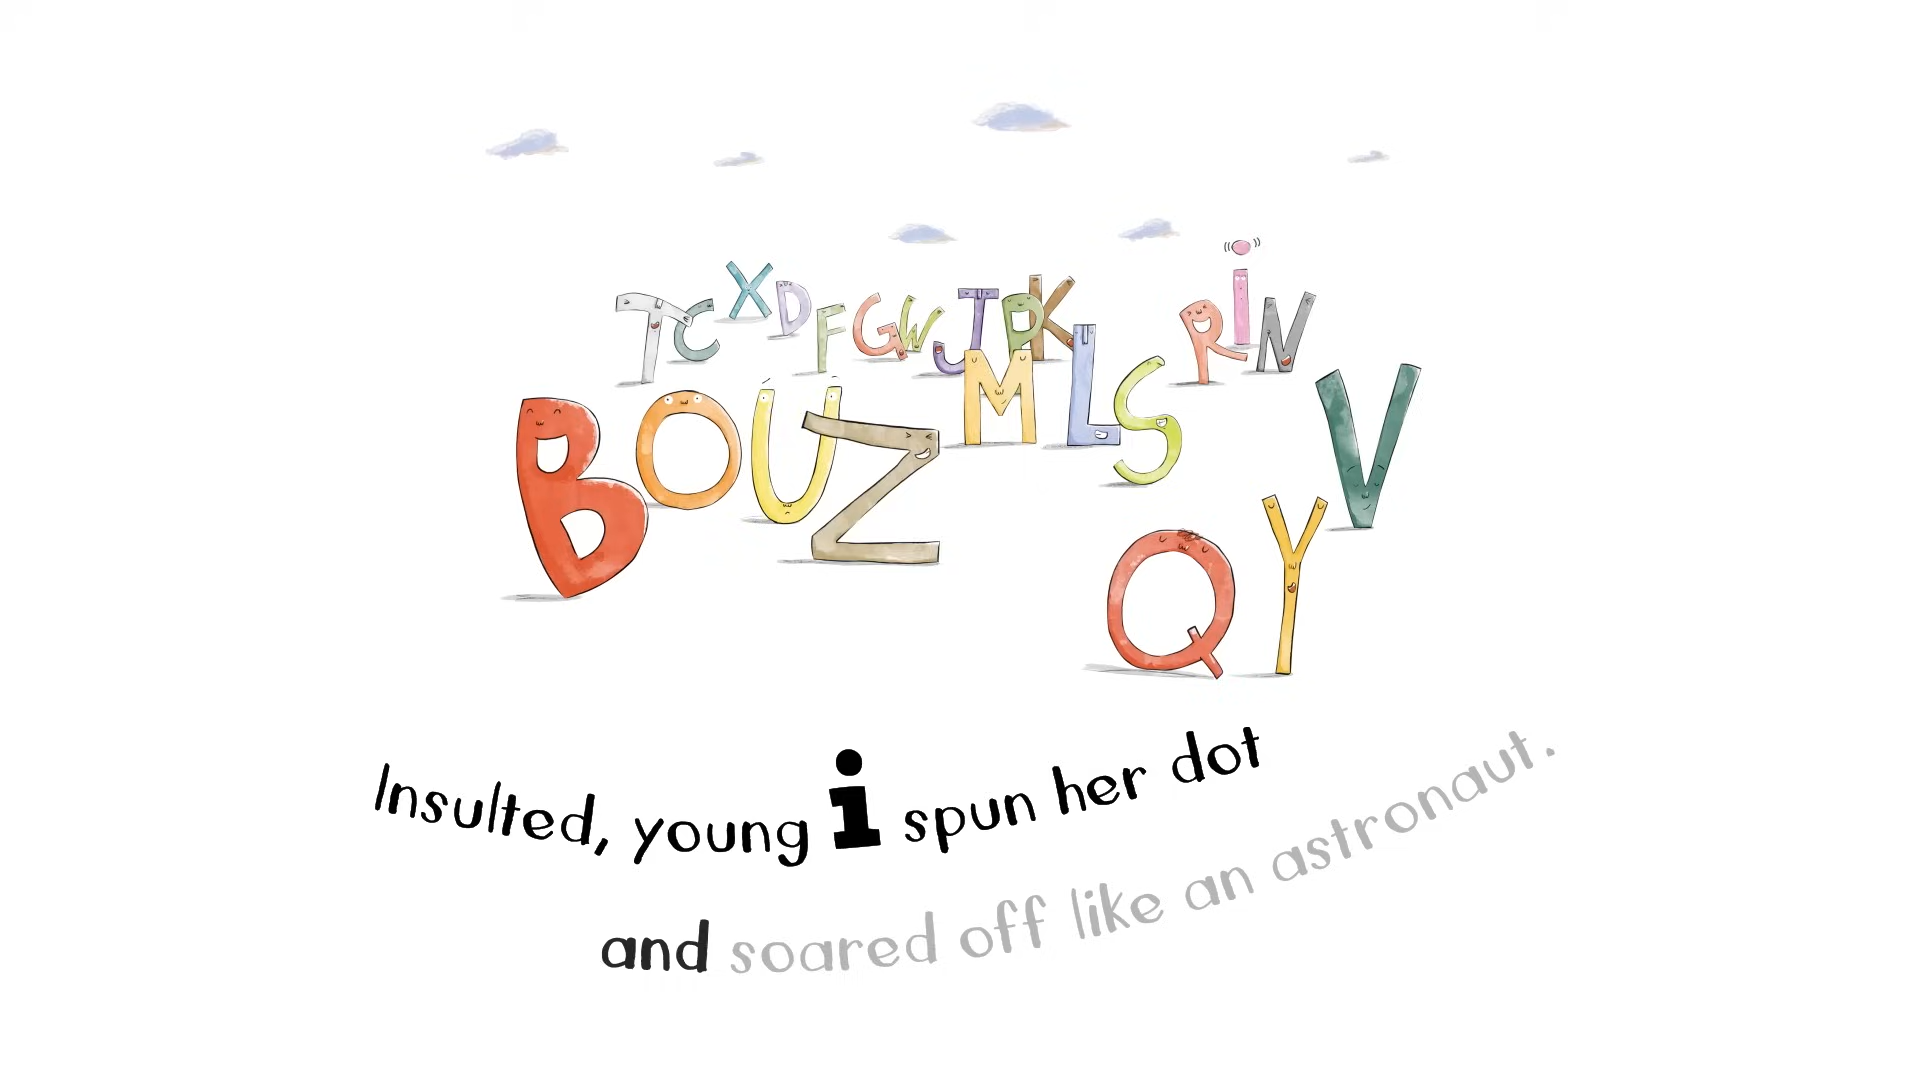 T C X D F G W J P K R i N
B O U Z M L S V
Q Y
Insulted, young i spun her dot
and soared off like an astronaut.